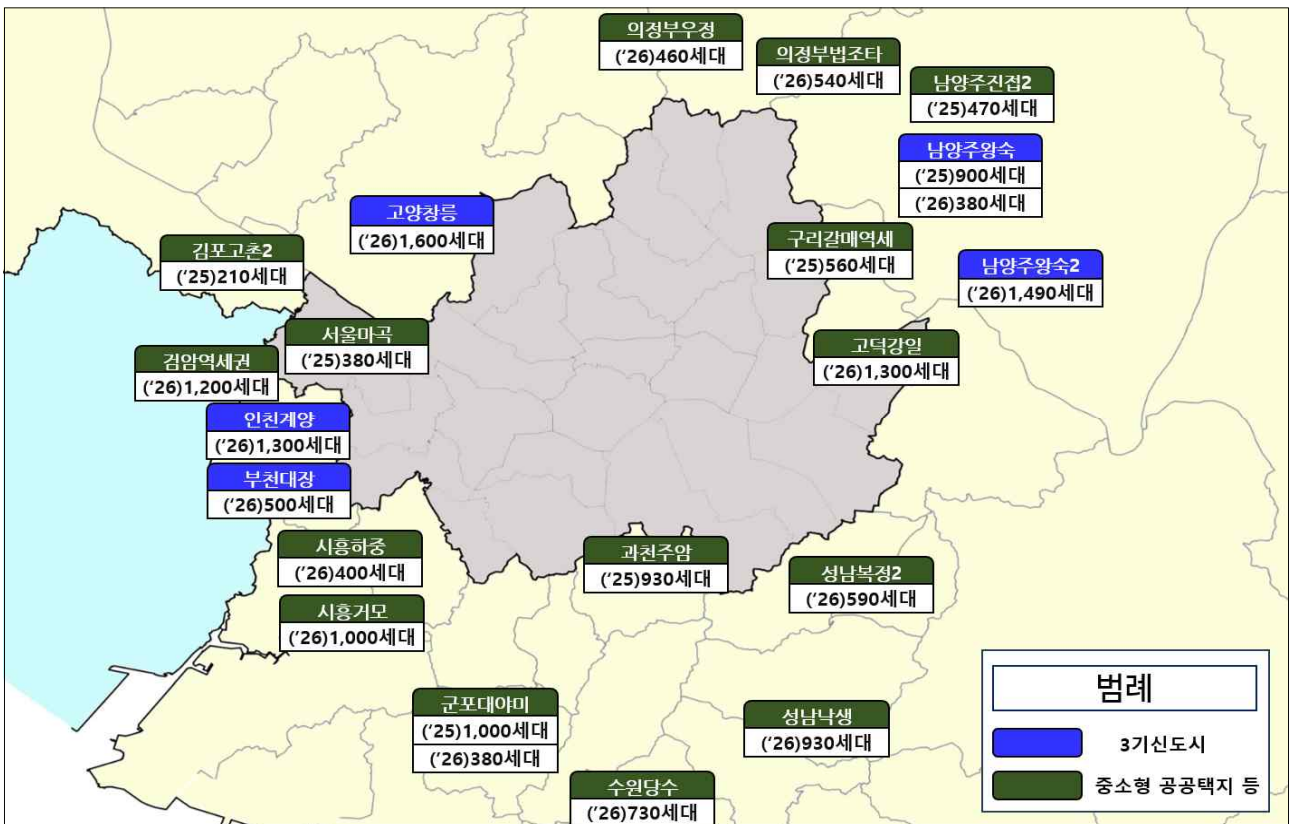 의정부우정
('26)460세대
의정부법조타
('26)540세대
남양주진접2
('25)470세대
남양주왕숙
('25)900세대
('26)380세대
고양창릉
('26)1,600세대
김포고촌2
('25)210세대
구리갈매역세
('25)560세대
남양주왕숙2
('26)1,490세대
서울마곡
('25)380세대
고덕강일
('26)1,300세대
검암역세권
('26)1,200세대
인천계양
('26)1,300세대
부천대장
('26)500세대
시흥하중
('26)400세대
과천주암
('25)930세대
성남복정2
('26)590세대
시흥거모
('26)1,000세대
군포대야미
('25)1,000세대
('26)380세대
성남낙생
('26)930세대
수원당수
('26)730세대
범례
3기신도시
중소형 공공택지 등